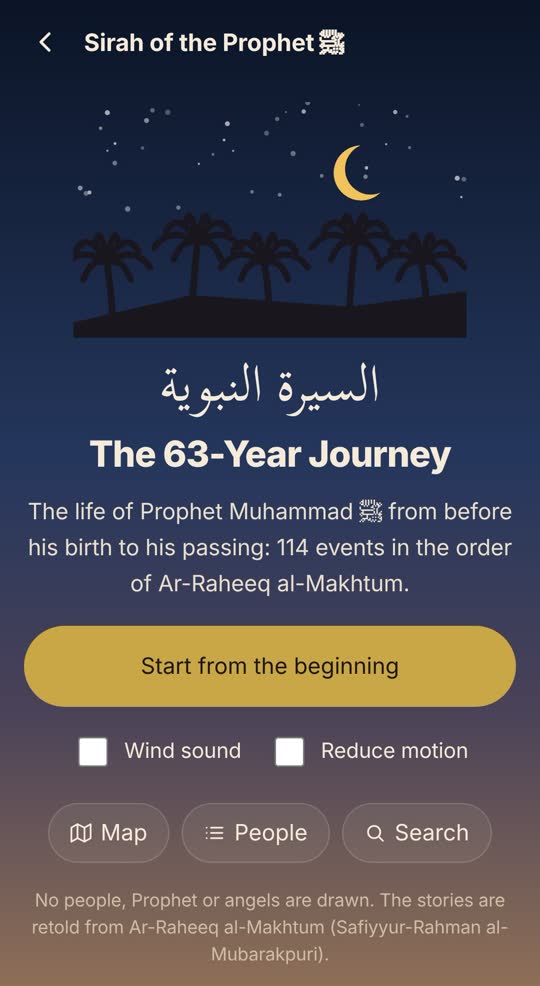 Sirah of the Prophet ﷺ
السيرة النبوية
The 63-Year Journey
The life of Prophet Muhammad ﷺ from before
his birth to his passing: 114 events in the order
of Ar-Raheeq al-Makhtum.
Start from the beginning
Wind sound Reduce motion
Map People Search
No people, Prophet or angels are drawn. The stories are
retold from Ar-Raheeq al-Makhtum (Safiyyur-Rahman al-
Mubarakpuri).